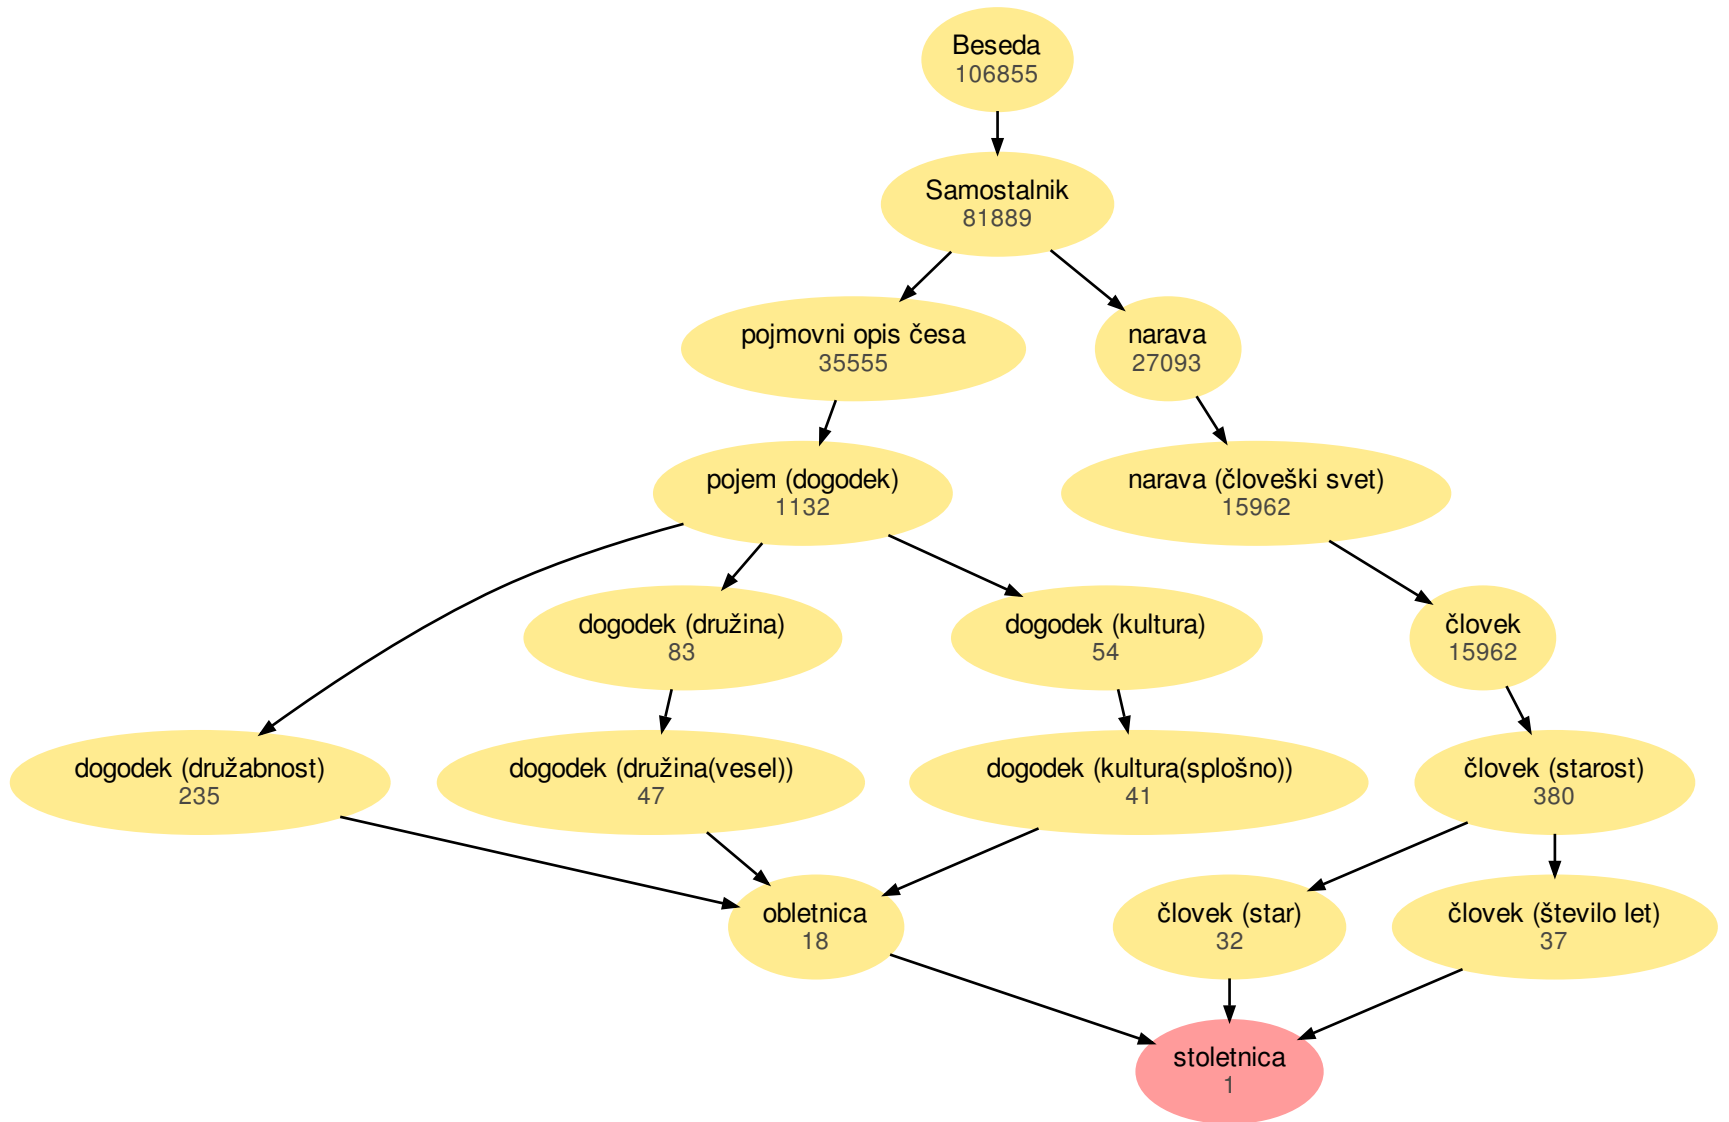 Beseda
106855
Samostalnik
81889
pojmovni opis česa
35555
narava
27093
pojem (dogodek)
1132
narava (človeški svet)
15962
dogodek (družina)
83
dogodek (kultura)
54
človek
15962
dogodek (družabnost)
235
dogodek (družina(vesel))
47
dogodek (kultura(splošno))
41
človek (starost)
380
obletnica
18
človek (star)
32
človek (število let)
37
stoletnica
1